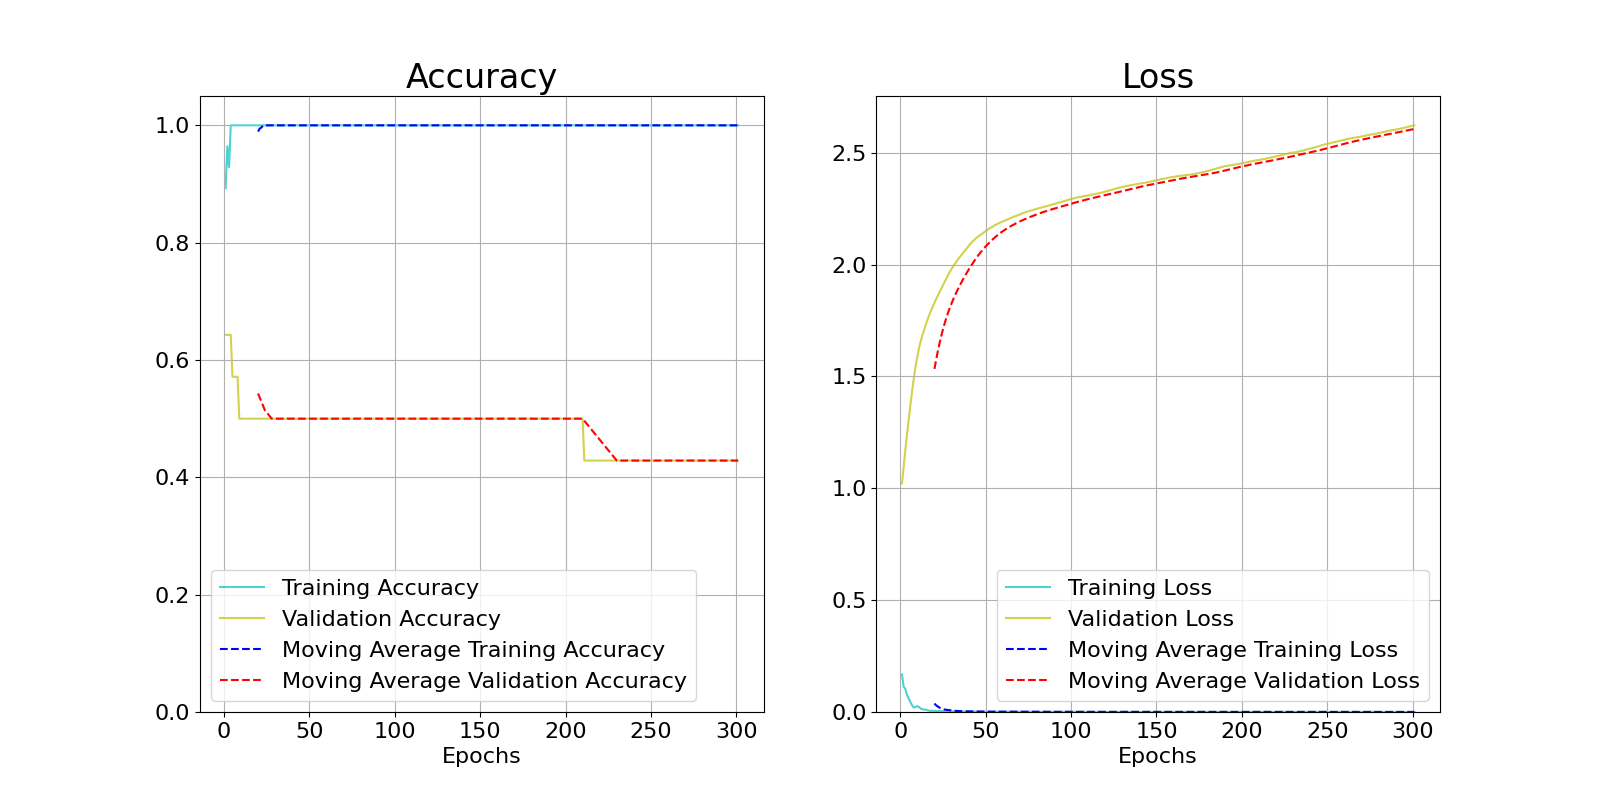 Accuracy
1.0
0.8
0.6
0.4
0.2
0.0
0 50 100 150 200 250 300
Epochs
Training Accuracy
Validation Accuracy
Moving Average Training Accuracy
Moving Average Validation Accuracy
Loss
2.5
2.0
1.5
1.0
0.5
0.0
0 50 100 150 200 250 300
Epochs
Training Loss
Validation Loss
Moving Average Training Loss
Moving Average Validation Loss